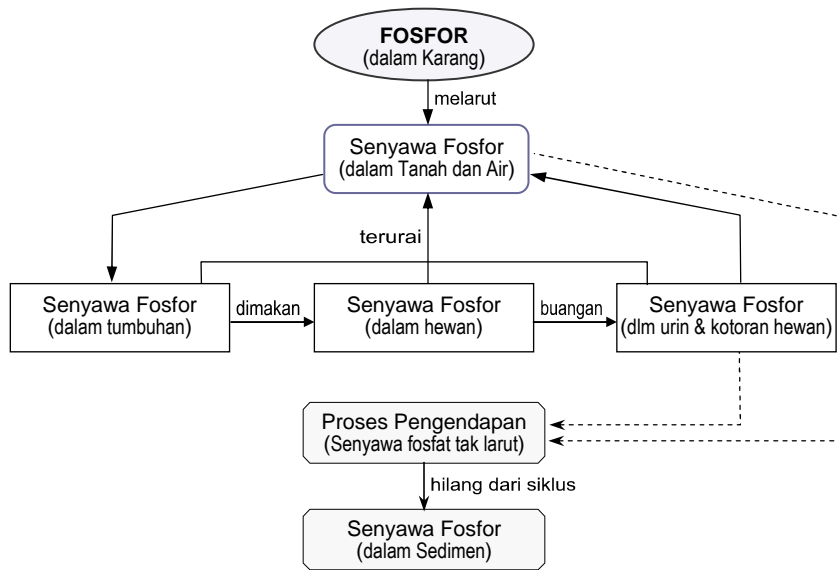 FOSFOR
(dalam Karang)
melarut
Senyawa Fosfor
(dalam Tanah dan Air)
terurai
Senyawa Fosfor
(dalam tumbuhan)
dimakan
Senyawa Fosfor
(dalam hewan)
buangan
Senyawa Fosfor
(dlm urin & kotoran hewan)
Proses Pengendapan
(Senyawa fosfat tak larut)
hilang dari siklus
Senyawa Fosfor
(dalam Sedimen)